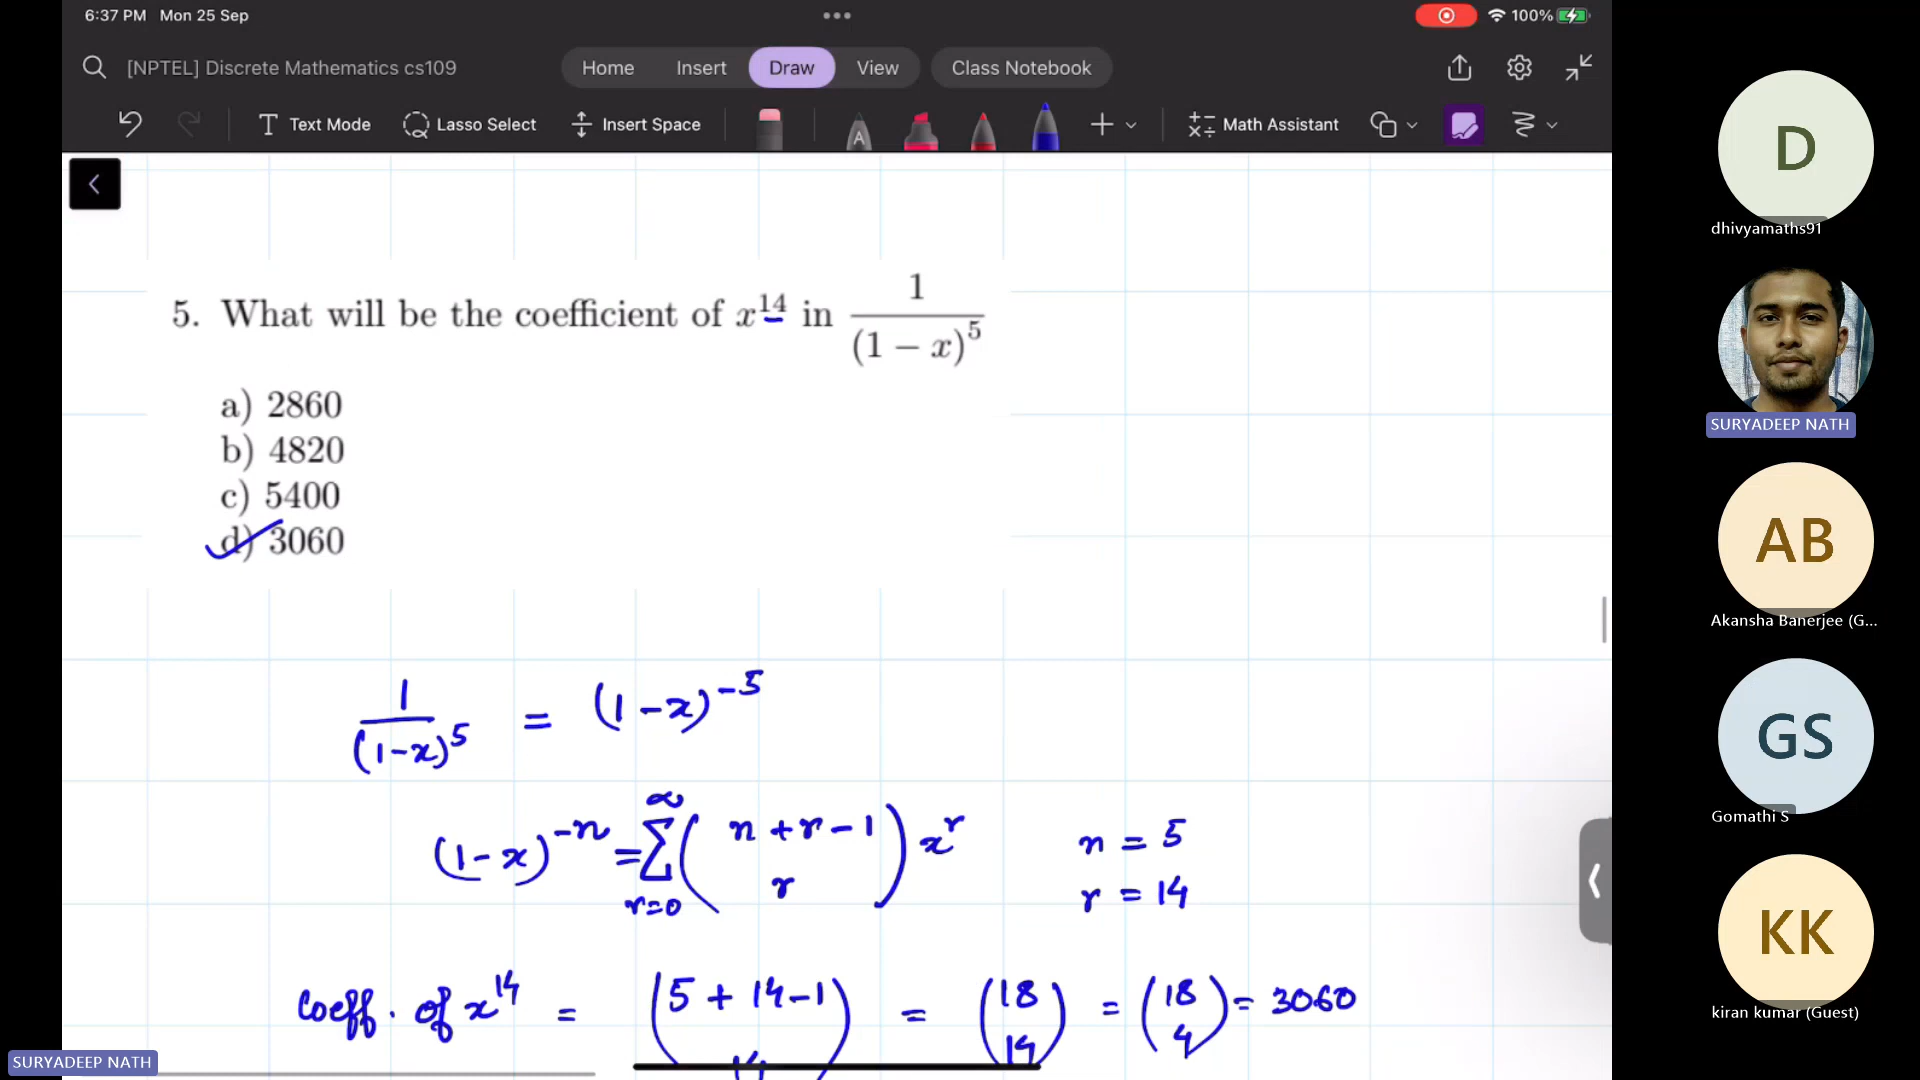 6:37 PM Mon 25 Sep
100%
[NPTEL] Discrete Mathematics cs109
Home Insert Draw View Class Notebook
Text Mode Lasso Select Insert Space A Math Assistant
5. What will be the coefficient of x^14 in 1/(1 − x)^5
a) 2860
b) 4820
c) 5400
d) 3060
1/(1-x)^5 = (1-x)^-5
(1-x)^-n = ∑_{r=0}^{∞} (n+r-1 r) x^r
n = 5
r = 14
Coeff. of x^14 = (5 + 14-1 14) = (18 14) = (18 4) = 3060
D
dhivyamaths91
SURYADEEP NATH
AB
Akansha Banerjee (G...
GS
Gomathi S
KK
kiran kumar (Guest)
SURYADEEP NATH